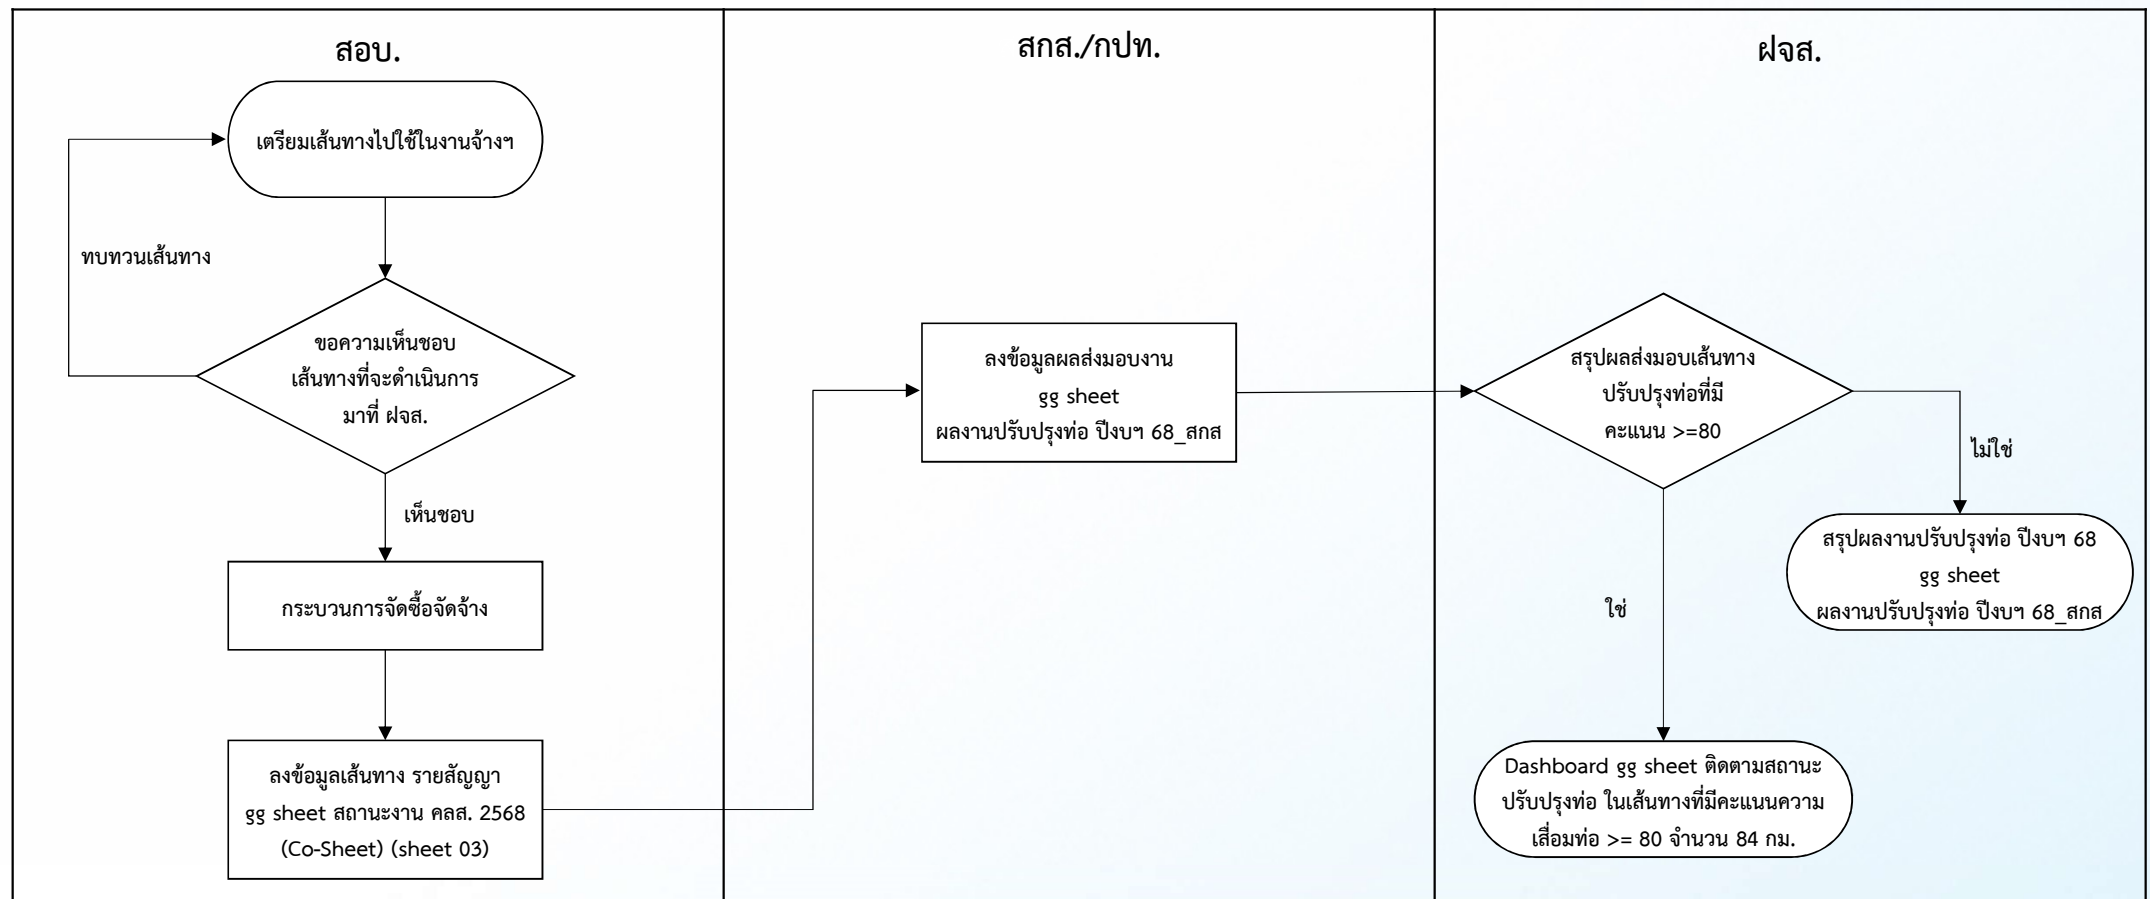 สอบ.
เตรียมเส้นทางไปใช้ในงานจ้างฯ
ทบทวนเส้นทาง
ขอความเห็นชอบ
เส้นทางที่จะดำเนินการ
มาที่ ฝจส.
เห็นชอบ
กระบวนการจัดซื้อจัดจ้าง
ลงข้อมูลเส้นทาง รายสัญญา
gg sheet สถานะงาน คลส. 2568
(Co-Sheet) (sheet 03)
สกส./กปท.
ลงข้อมูลผลส่งมอบงาน
gg sheet
ผลงานปรับปรุงท่อ ปีงบฯ 68_สกส
ฝจส.
สรุปผลส่งมอบเส้นทาง
ปรับปรุงท่อที่มี
คะแนน >=80
ไม่ใช่
สรุปผลงานปรับปรุงท่อ ปีงบฯ 68
gg sheet
ผลงานปรับปรุงท่อ ปีงบฯ 68_สกส
ใช่
Dashboard gg sheet ติดตามสถานะ
ปรับปรุงท่อ ในเส้นทางที่มีคะแนนความ
เสื่อมท่อ >= 80 จำนวน 84 กม.